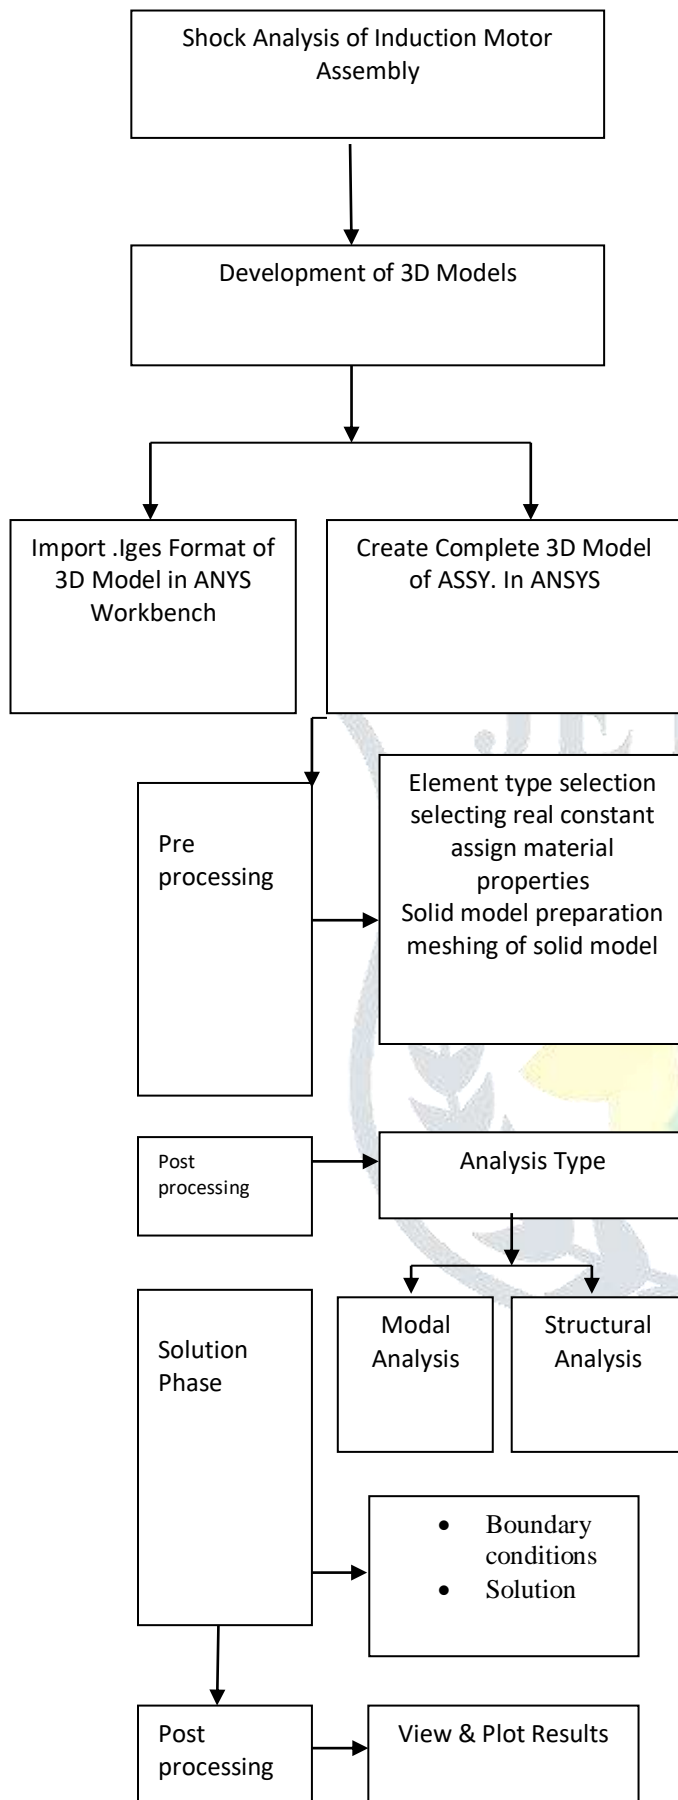 Shock Analysis of Induction Motor
Assembly
Development of 3D Models
Import .Iges Format of
3D Model in ANYS
Workbench
Create Complete 3D Model
of ASSY. In ANSYS
Pre
processing
Element type selection
selecting real constant
assign material
properties
Solid model preparation
meshing of solid model
Post
processing
Analysis Type
Solution
Phase
Modal
Analysis
Structural
Analysis
• Boundary
conditions
• Solution
Post
processing
View & Plot Results